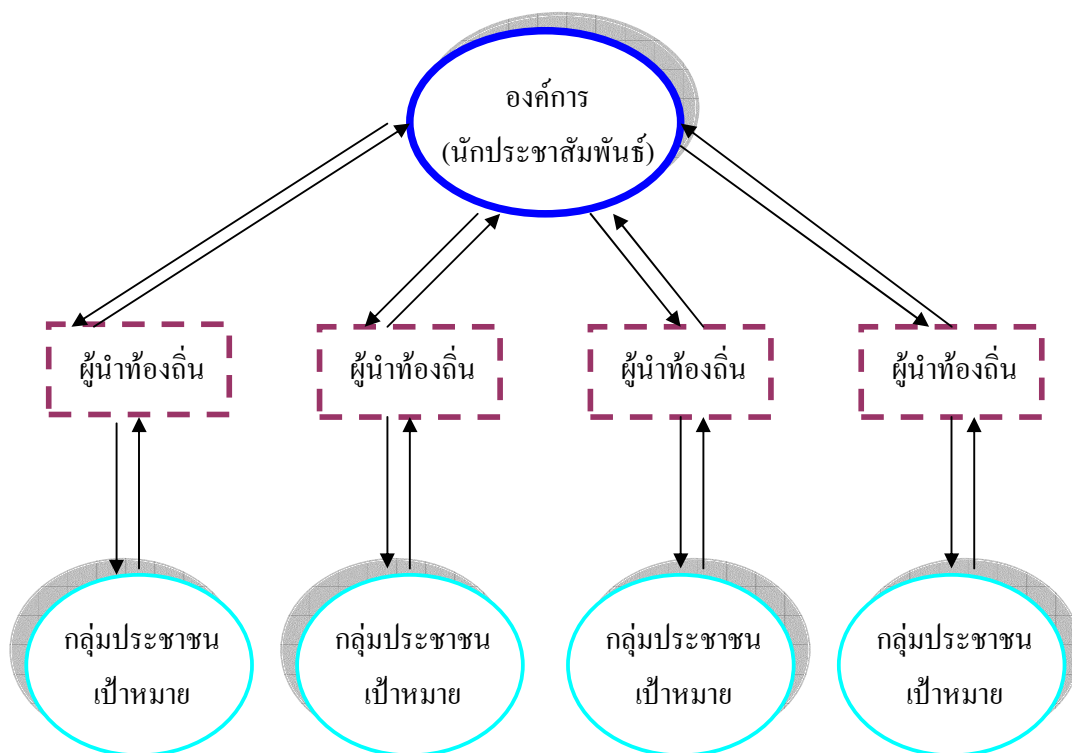 องค์การ
(นักประชาสัมพันธ์)
ผู้นำท้องถิ่น
ผู้นำท้องถิ่น
ผู้นำท้องถิ่น
ผู้นำท้องถิ่น
กลุ่มประชาชน
เป้าหมาย
กลุ่มประชาชน
เป้าหมาย
กลุ่มประชาชน
เป้าหมาย
กลุ่มประชาชน
เป้าหมาย